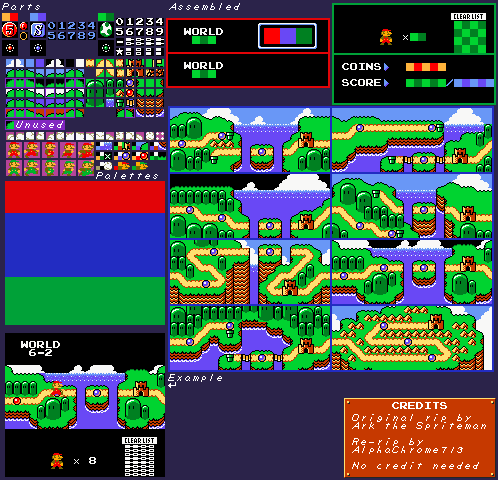 Parts
01234
56789
01234
56789
Unused
Palettes
WORLD
6-2
CLEAR LIST
× 8
Assembled
WORLD
WORLD
×
CLEAR LIST
COINS
SCORE
Example
CREDITS
Original rip by
Ark the Spriteman
Re-rip by
AlphaChrome713
No credit needed